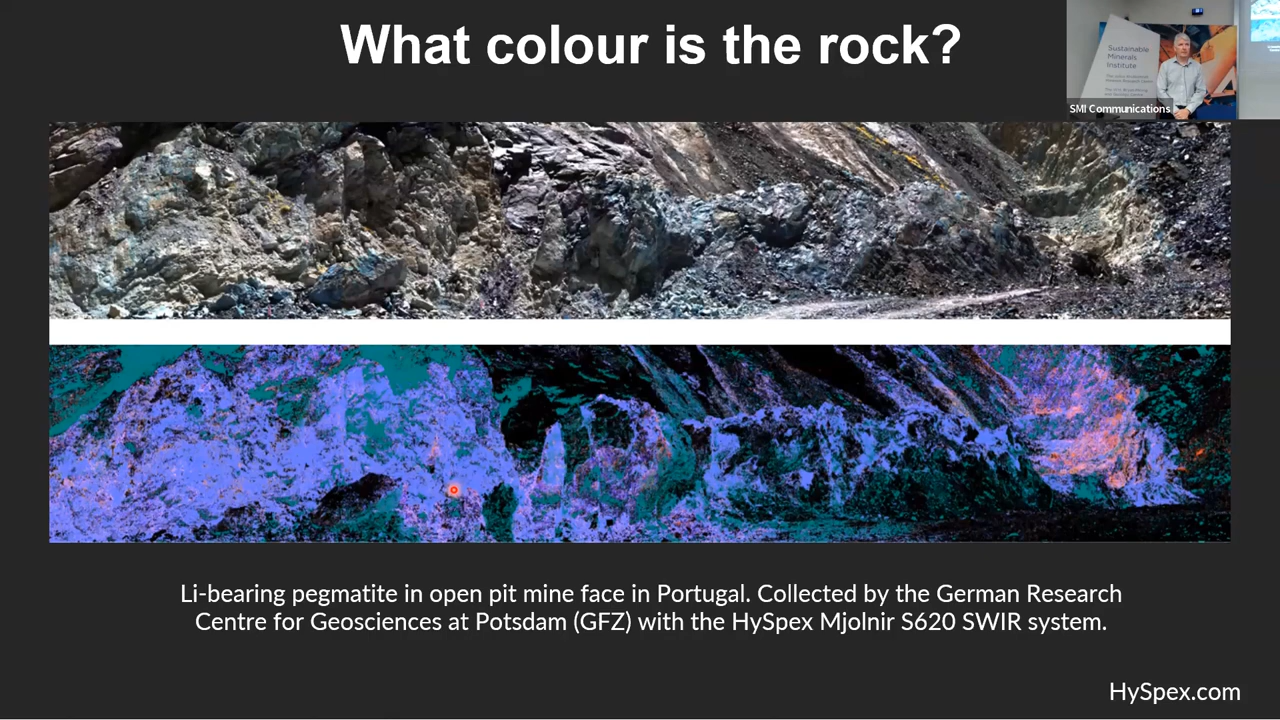 What colour is the rock?
Sustainable
Minerals
Institute
SMI Communications
Li-bearing pegmatite in open pit mine face in Portugal. Collected by the German Research
Centre for Geosciences at Potsdam (GFZ) with the HySpex Mjolnir S620 SWIR system.
HySpex.com